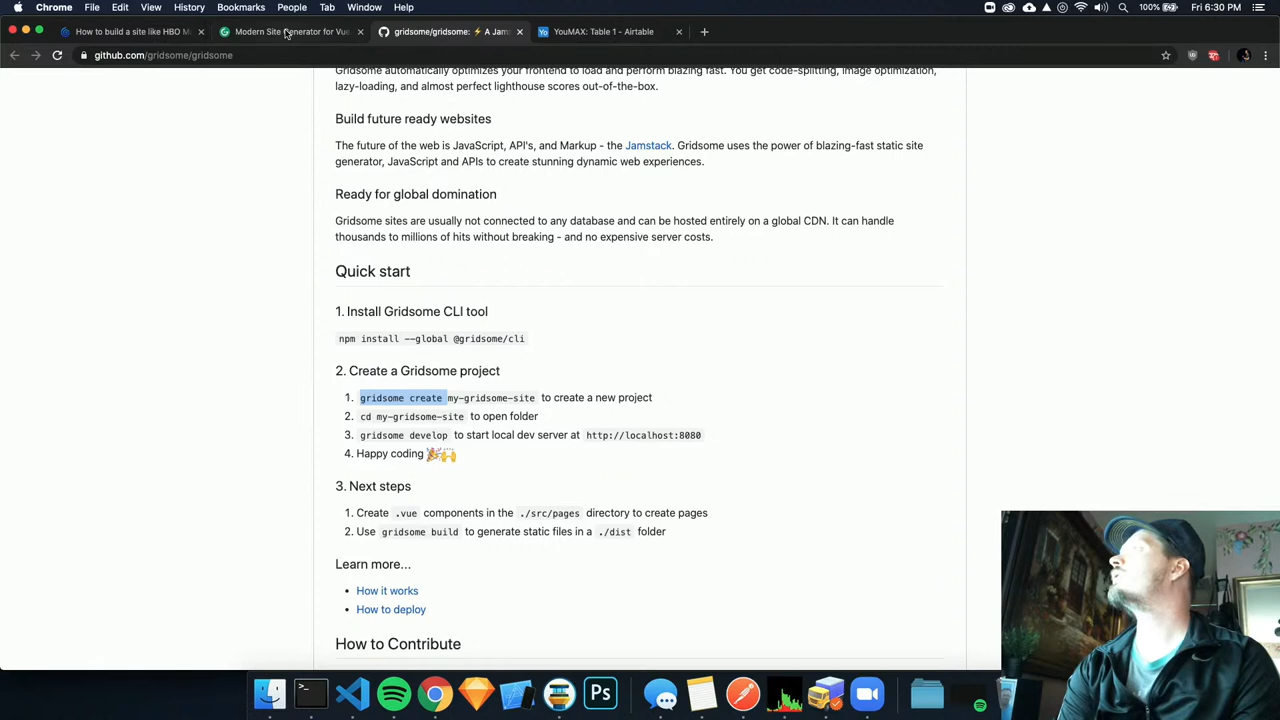 Chrome File Edit View History Bookmarks People Tab Window Help 100% Fri 6:30 PM
How to build a site like HBO M × Modern Site Generator for Vue × gridsome/gridsome: ⚡ A Jam × YouMAX: Table 1 - Airtable × +
github.com/gridsome/gridsome
Gridsome automatically optimizes your frontend to load and perform blazing fast. You get code-splitting, image optimization,
lazy-loading, and almost perfect lighthouse scores out-of-the-box.
Build future ready websites
The future of the web is JavaScript, API's, and Markup - the Jamstack. Gridsome uses the power of blazing-fast static site
generator, JavaScript and APIs to create stunning dynamic web experiences.
Ready for global domination
Gridsome sites are usually not connected to any database and can be hosted entirely on a global CDN. It can handle
thousands to millions of hits without breaking - and no expensive server costs.
Quick start
1. Install Gridsome CLI tool
npm install --global @gridsome/cli
2. Create a Gridsome project
1. gridsome create my-gridsome-site to create a new project
2. cd my-gridsome-site to open folder
3. gridsome develop to start local dev server at http://localhost:8080
4. Happy coding 🎉🙌
3. Next steps
1. Create .vue components in the ./src/pages directory to create pages
2. Use gridsome build to generate static files in a ./dist folder
Learn more...
• How it works
• How to deploy
How to Contribute
Ps